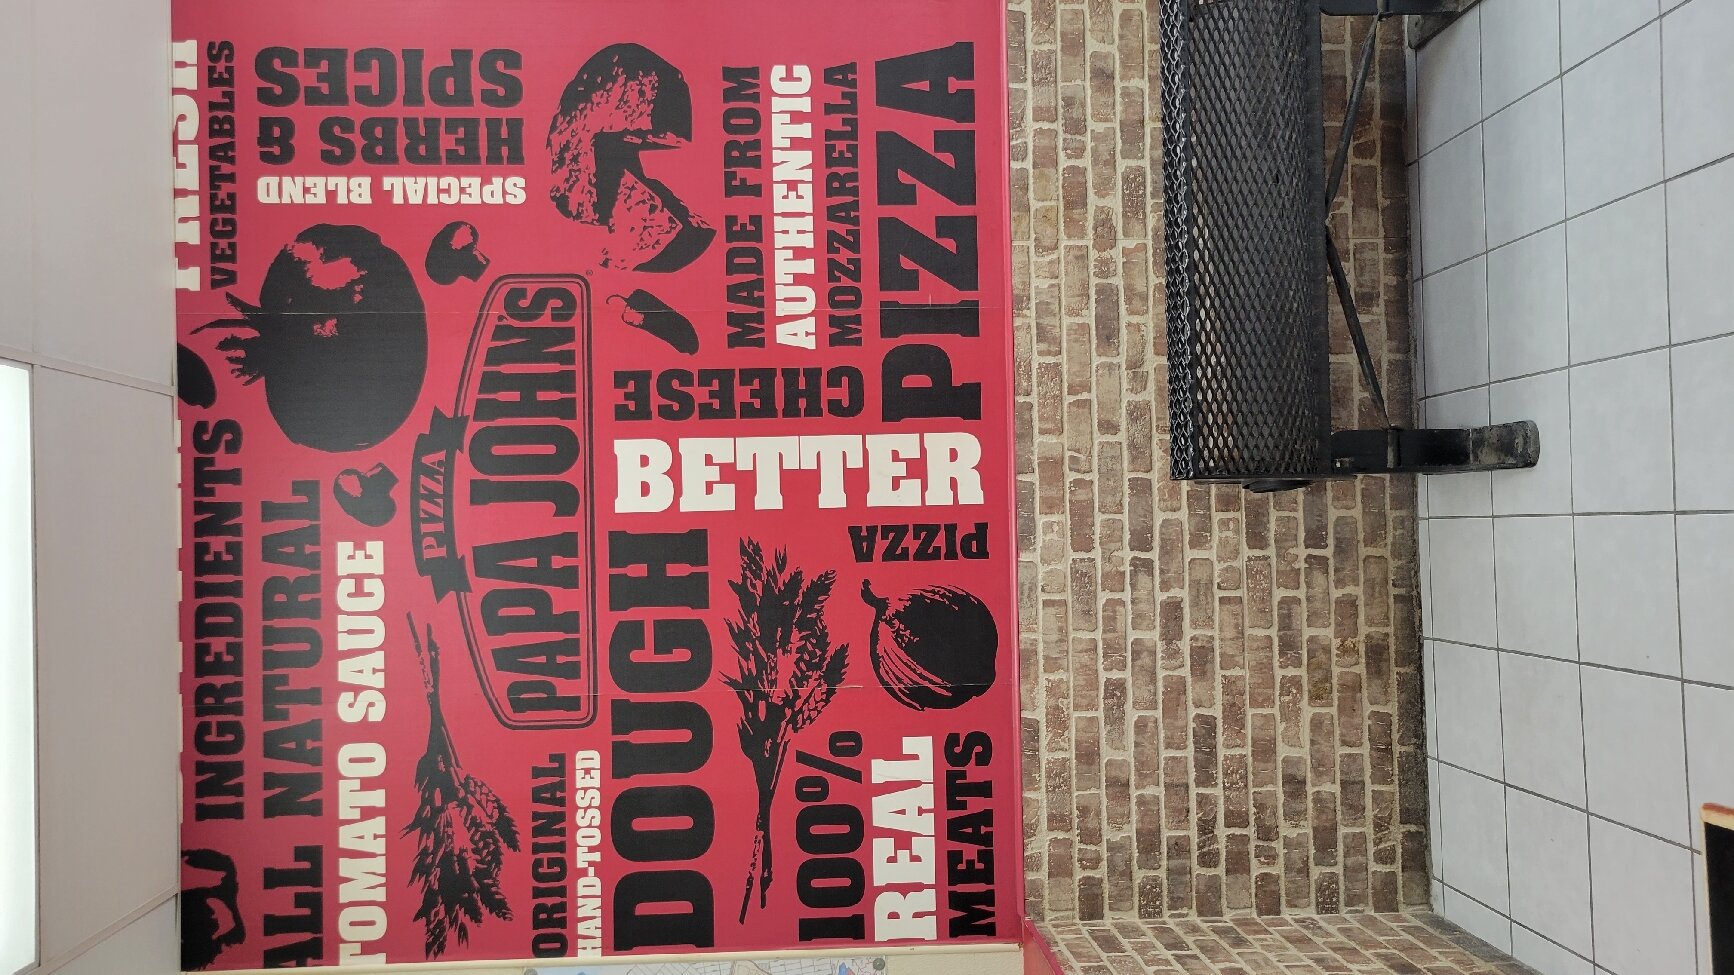 FRESH
VEGETABLES
SPECIAL BLEND
HERBS &
SPICES
INGREDIENTS
ALL NATURAL
TOMATO SAUCE
PIZZA
PAPA JOHNS
®
ORIGINAL
HAND-TOSSED
DOUGH
MADE FROM
AUTHENTIC
MOZZARELLA
CHEESE
BETTER
PIZZA
PIZZA
100%
REAL
MEATS